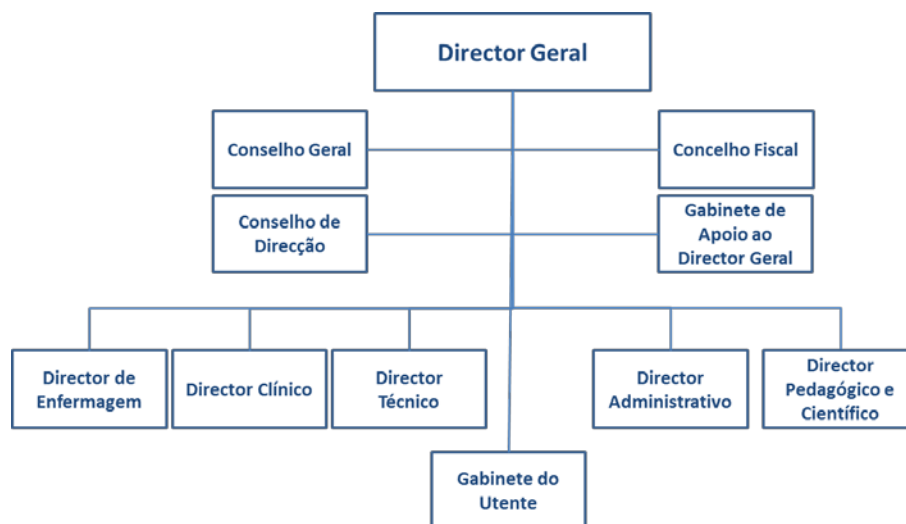 Director Geral
Conselho Geral
Concelho Fiscal
Conselho de
Direcção
Gabinete de
Apoio ao
Director Geral
Director de
Enfermagem
Director Clínico
Director
Técnico
Director
Administrativo
Director
Pedagógico e
Científico
Gabinete do
Utente